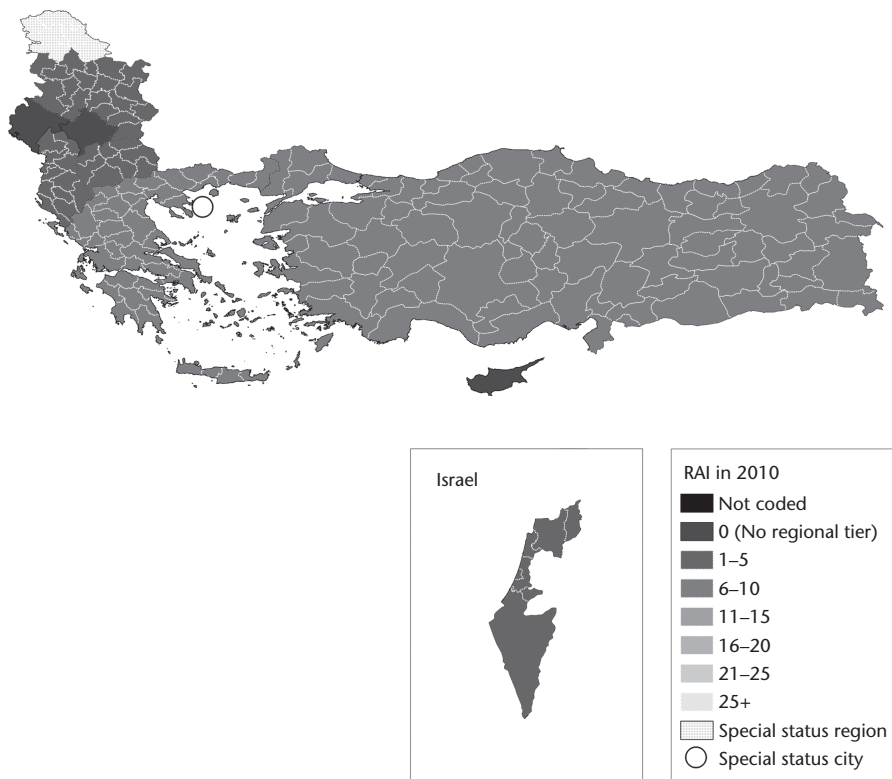 Israel
RAI in 2010
Not coded
0 (No regional tier)
1–5
6–10
11–15
16–20
21–25
25+
Special status region
Special status city